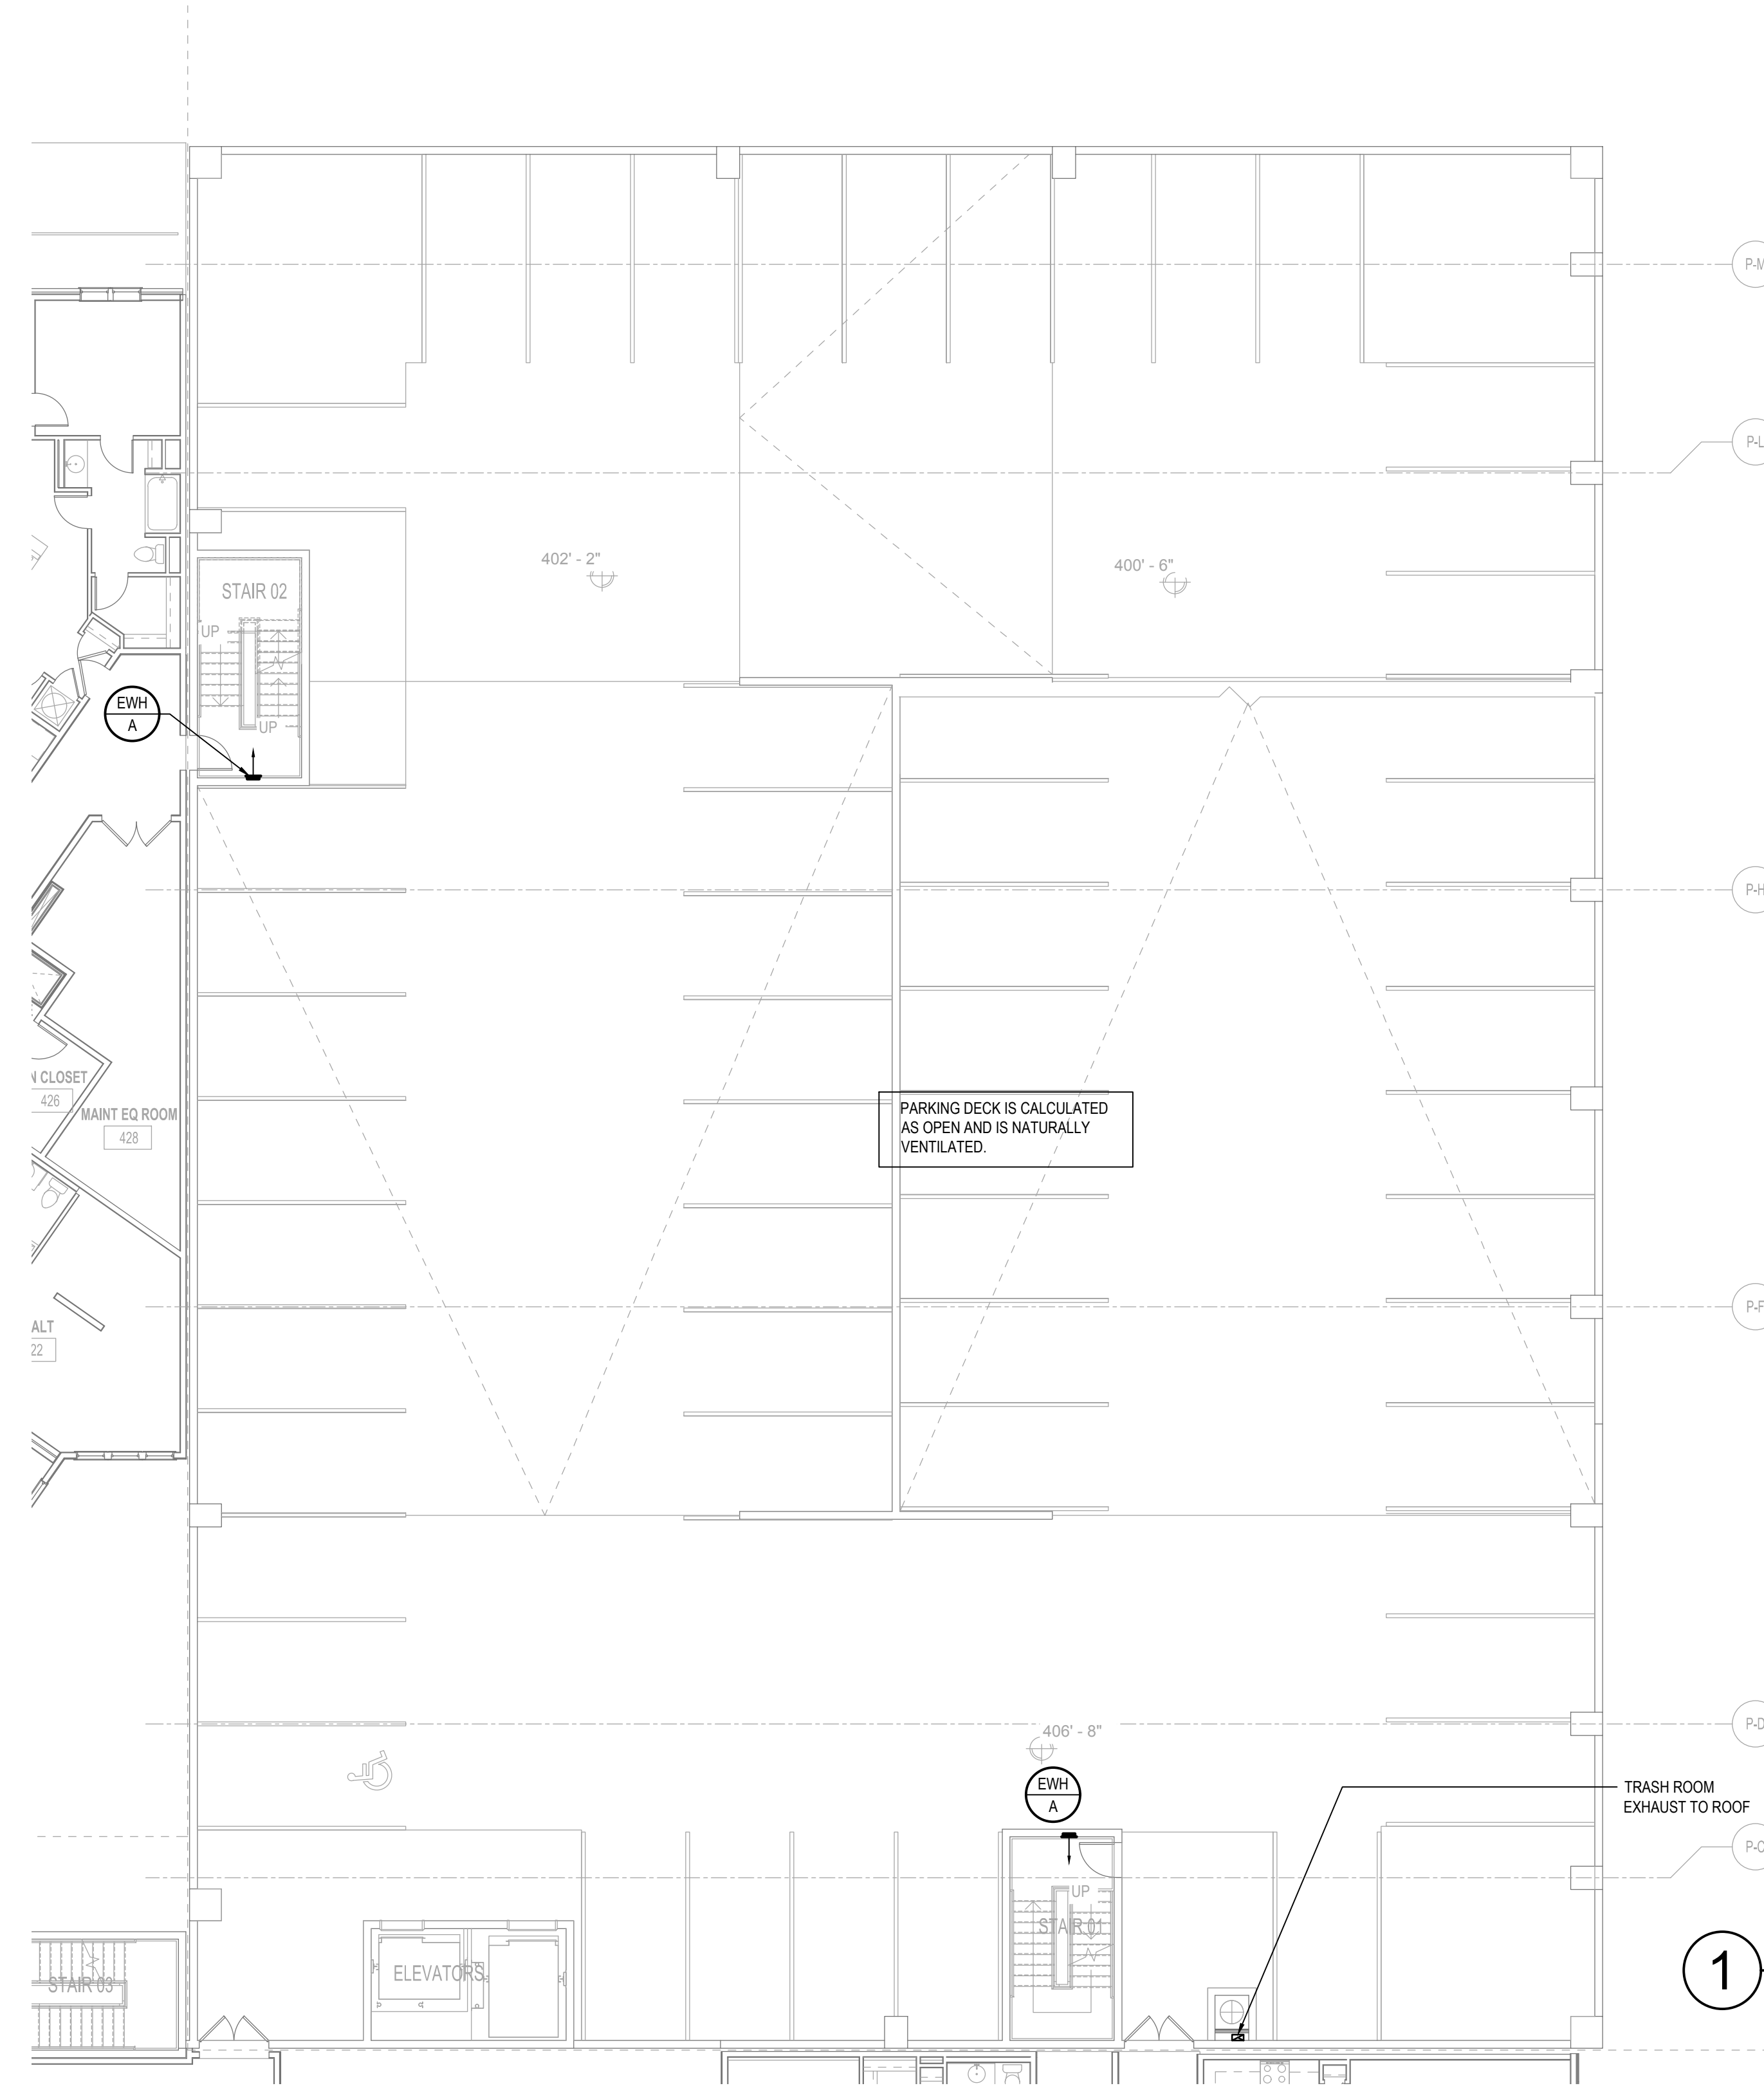 P-M
P-L
402' - 2"
400' - 6"
STAIR 02
UP
UP
EWH
A
P-H
N CLOSET
426
MAINT EQ ROOM
428
PARKING DECK IS CALCULATED
AS OPEN AND IS NATURALLY
VENTILATED.
P-F
ALT
22
P-D
406' - 8"
EWH
A
TRASH ROOM
EXHAUST TO ROOF
P-C
UP
STAIR 01
ELEVATORS
STAIR 03
1